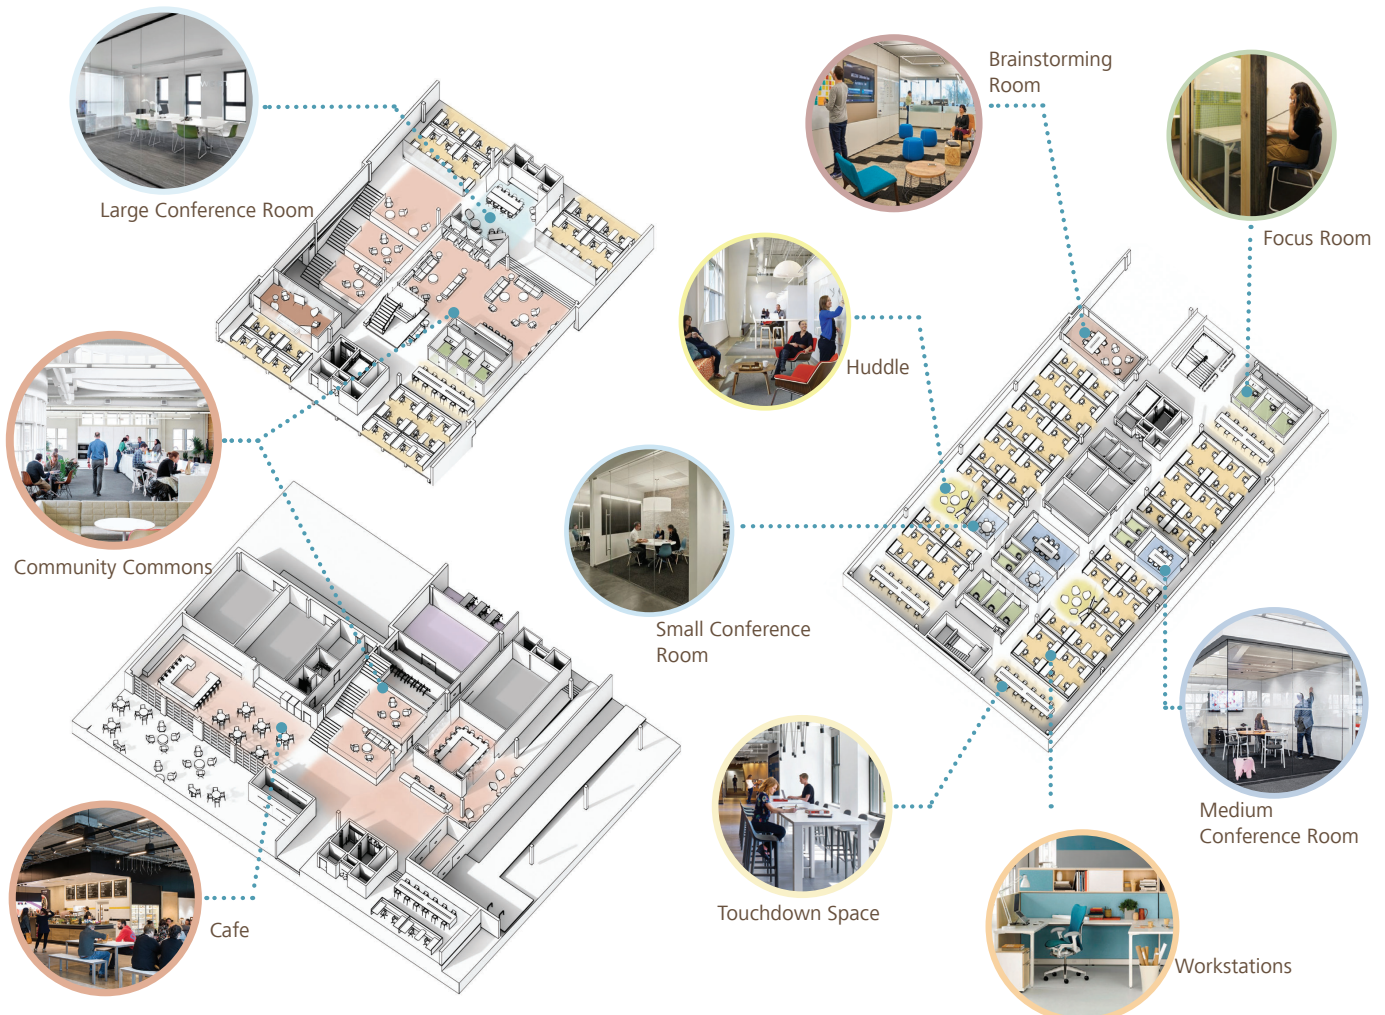 Brainstorming
Room
Large Conference Room
Focus Room
Huddle
Community Commons
Small Conference
Room
Medium
Conference Room
Touchdown Space
Cafe
Workstations